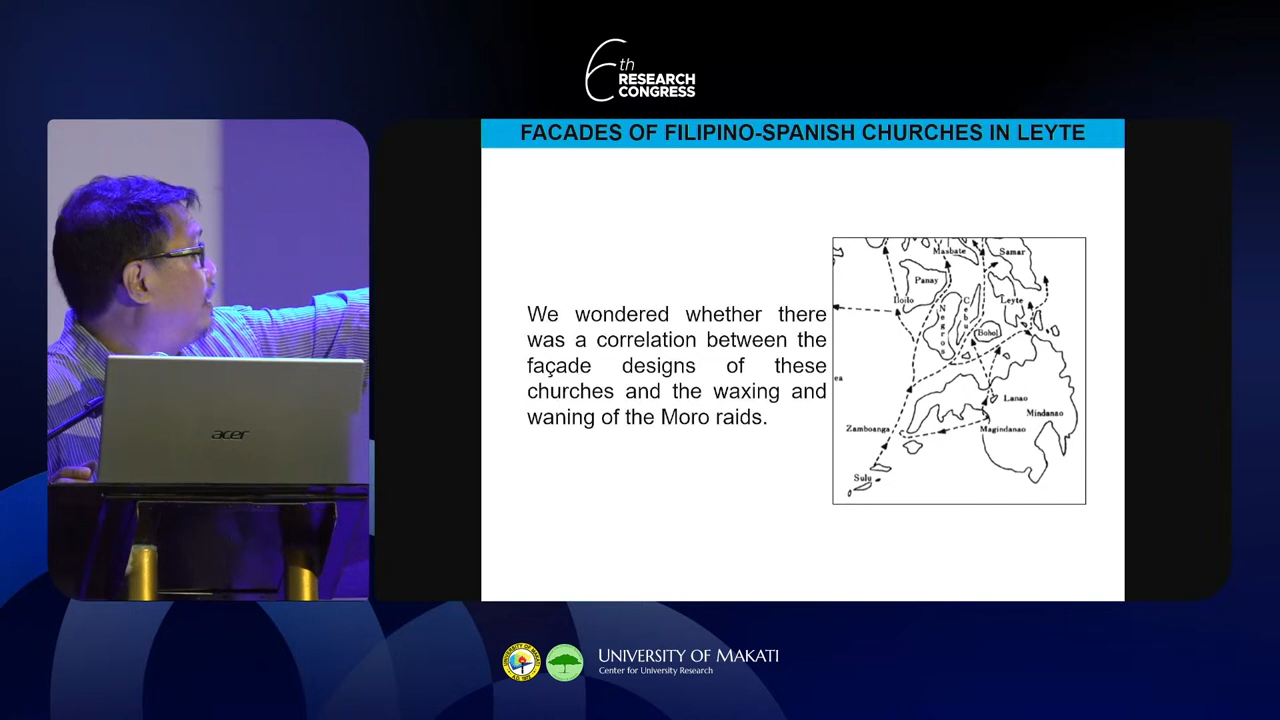 6th
RESEARCH
CONGRESS
FACADES OF FILIPINO-SPANISH CHURCHES IN LEYTE
We wondered whether there
was a correlation between the
façade designs of these
churches and the waxing and
waning of the Moro raids.
Masbate
Samar
Panay
Iloilo
Negros
Cebu
Leyte
Bohol
ea
Lanao
Mindanao
Zamboanga
Magindanao
Sulu
acer
UNIVERSITY OF MAKATI
Center for University Research